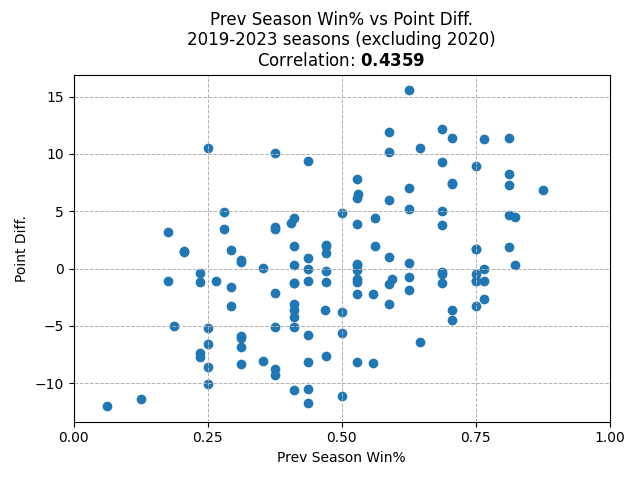 Prev Season Win% vs Point Diff.
2019-2023 seasons (excluding 2020)
Correlation: 0.4359
15
10
5
0
−5
−10
Point Diff.
0.00 0.25 0.50 0.75 1.00
Prev Season Win%